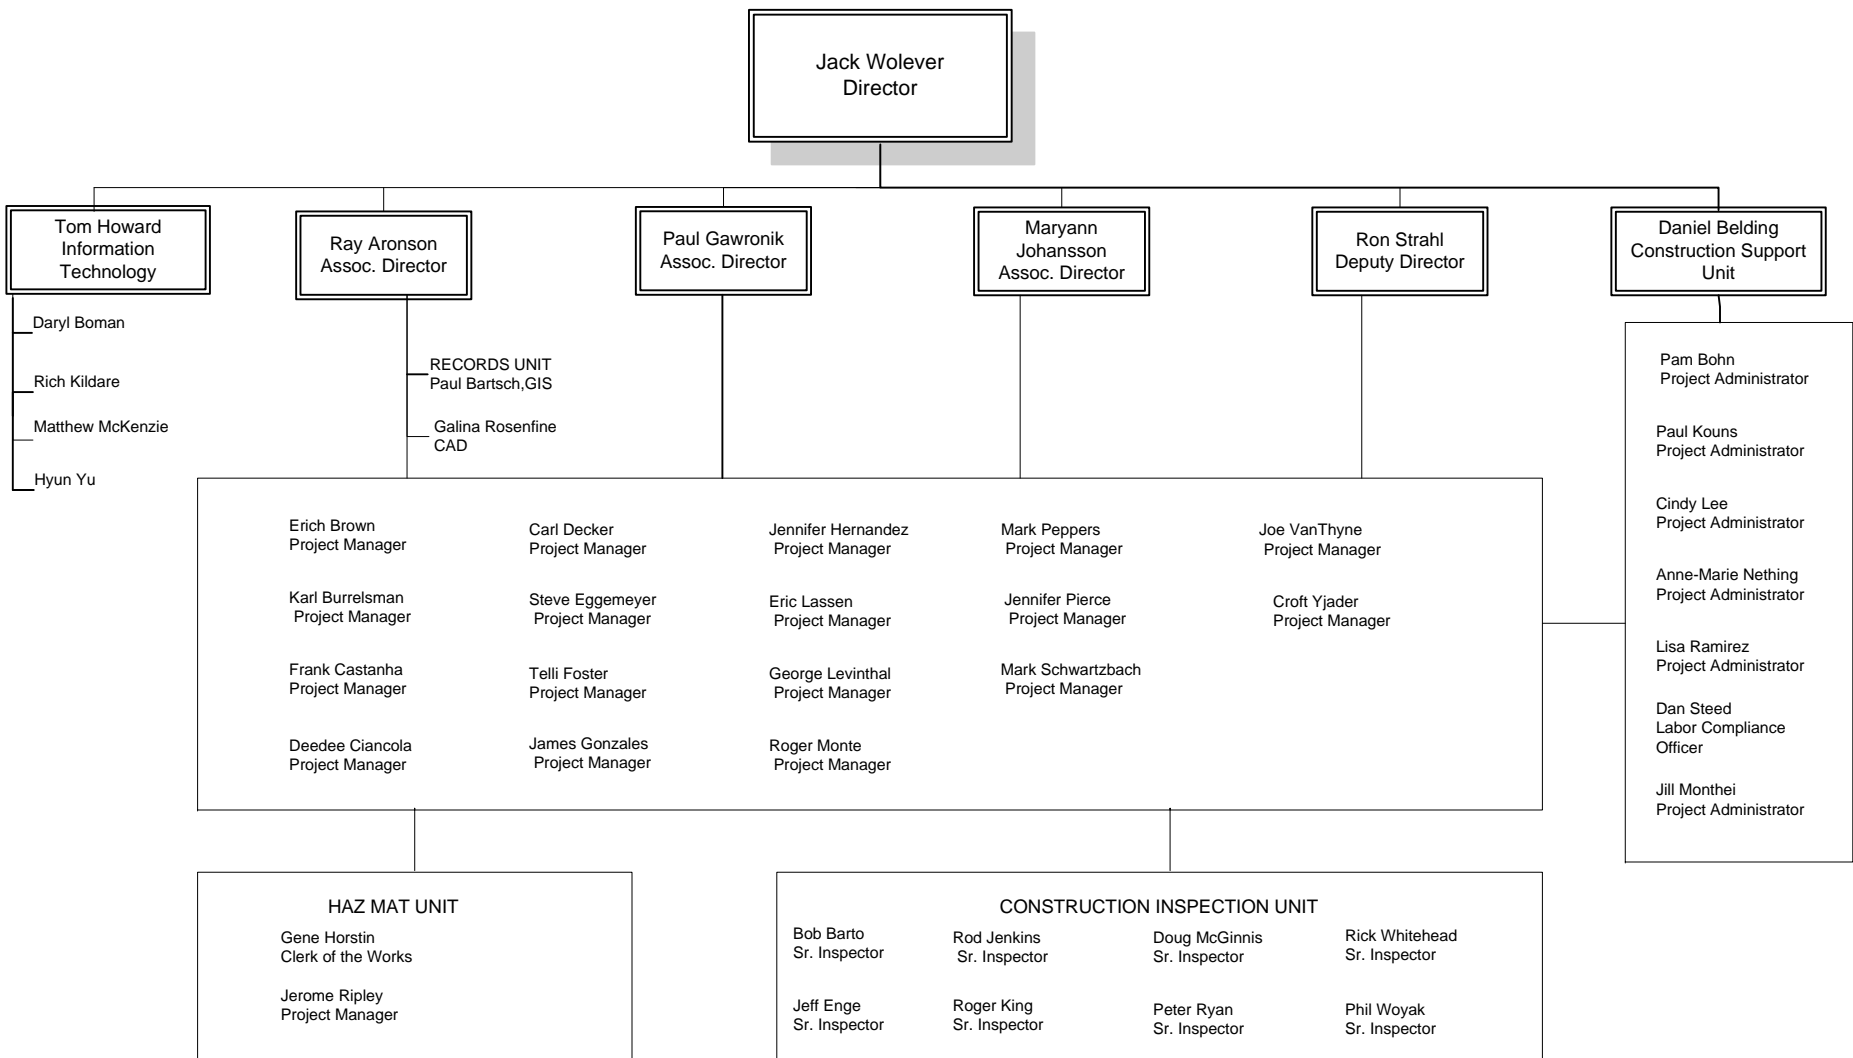 Jack Wolever
Director
Tom Howard
Information
Technology
Ray Aronson
Assoc. Director
Paul Gawronik
Assoc. Director
Maryann
Johansson
Assoc. Director
Ron Strahl
Deputy Director
Daniel Belding
Construction Support
Unit
Daryl Boman
Rich Kildare
Matthew McKenzie
Hyun Yu
RECORDS UNIT
Paul Bartsch,GIS
Galina Rosenfine
CAD
Erich Brown
Project Manager
Karl Burrelsman
Project Manager
Frank Castanha
Project Manager
Deedee Ciancola
Project Manager
Carl Decker
Project Manager
Steve Eggemeyer
Project Manager
Telli Foster
Project Manager
James Gonzales
Project Manager
Jennifer Hernandez
Project Manager
Eric Lassen
Project Manager
George Levinthal
Project Manager
Roger Monte
Project Manager
Mark Peppers
Project Manager
Jennifer Pierce
Project Manager
Mark Schwartzbach
Project Manager
Joe VanThyne
Project Manager
Croft Yjader
Project Manager
Pam Bohn
Project Administrator
Paul Kouns
Project Administrator
Cindy Lee
Project Administrator
Anne-Marie Nething
Project Administrator
Lisa Ramirez
Project Administrator
Dan Steed
Labor Compliance
Officer
Jill Monthei
Project Administrator
HAZ MAT UNIT
Gene Horstin
Clerk of the Works
Jerome Ripley
Project Manager
CONSTRUCTION INSPECTION UNIT
Bob Barto
Sr. Inspector
Jeff Enge
Sr. Inspector
Rod Jenkins
Sr. Inspector
Roger King
Sr. Inspector
Doug McGinnis
Sr. Inspector
Peter Ryan
Sr. Inspector
Rick Whitehead
Sr. Inspector
Phil Woyak
Sr. Inspector